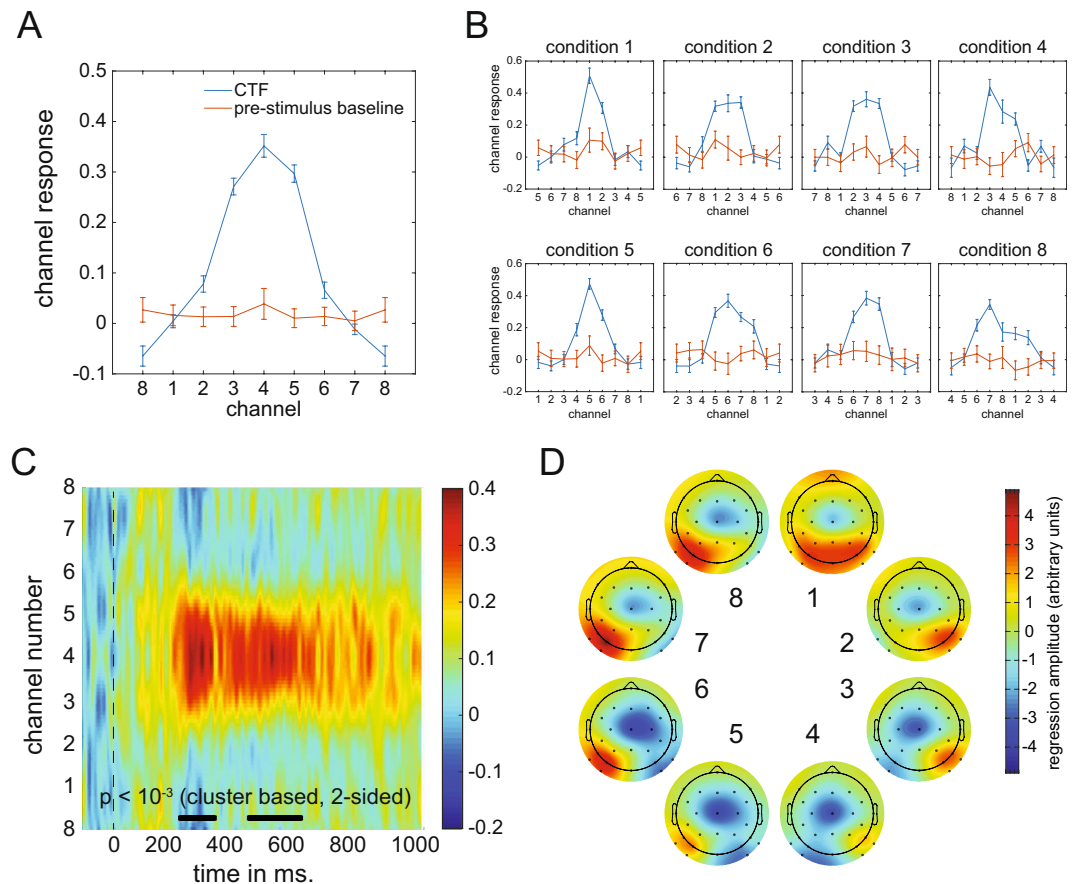 A
channel response
0.5
0.4
0.3
0.2
0.1
0
-0.1
CTF
pre-stimulus baseline
8 1 2 3 4 5 6 7 8
channel
B
condition 1
condition 2
condition 3
condition 4
channel response
0.6
0.4
0.2
0
-0.2
5 6 7 8 1 2 3 4 5
6 7 8 1 2 3 4 5 6
7 8 1 2 3 4 5 6 7
8 1 2 3 4 5 6 7 8
channel
channel
channel
channel
condition 5
condition 6
condition 7
condition 8
channel response
0.6
0.4
0.2
0
-0.2
1 2 3 4 5 6 7 8 1
2 3 4 5 6 7 8 1 2
3 4 5 6 7 8 1 2 3
4 5 6 7 8 1 2 3 4
channel
channel
channel
channel
C
channel number
8
7
6
5
4
3
2
1
8
p < 10⁻³ (cluster based, 2-sided)
0 200 400 600 800 1000
time in ms.
0.4
0.3
0.2
0.1
0
-0.1
-0.2
D
8 1
7 2
6 3
5 4
4
3
2
1
0
-1
-2
-3
-4
regression amplitude (arbitrary units)